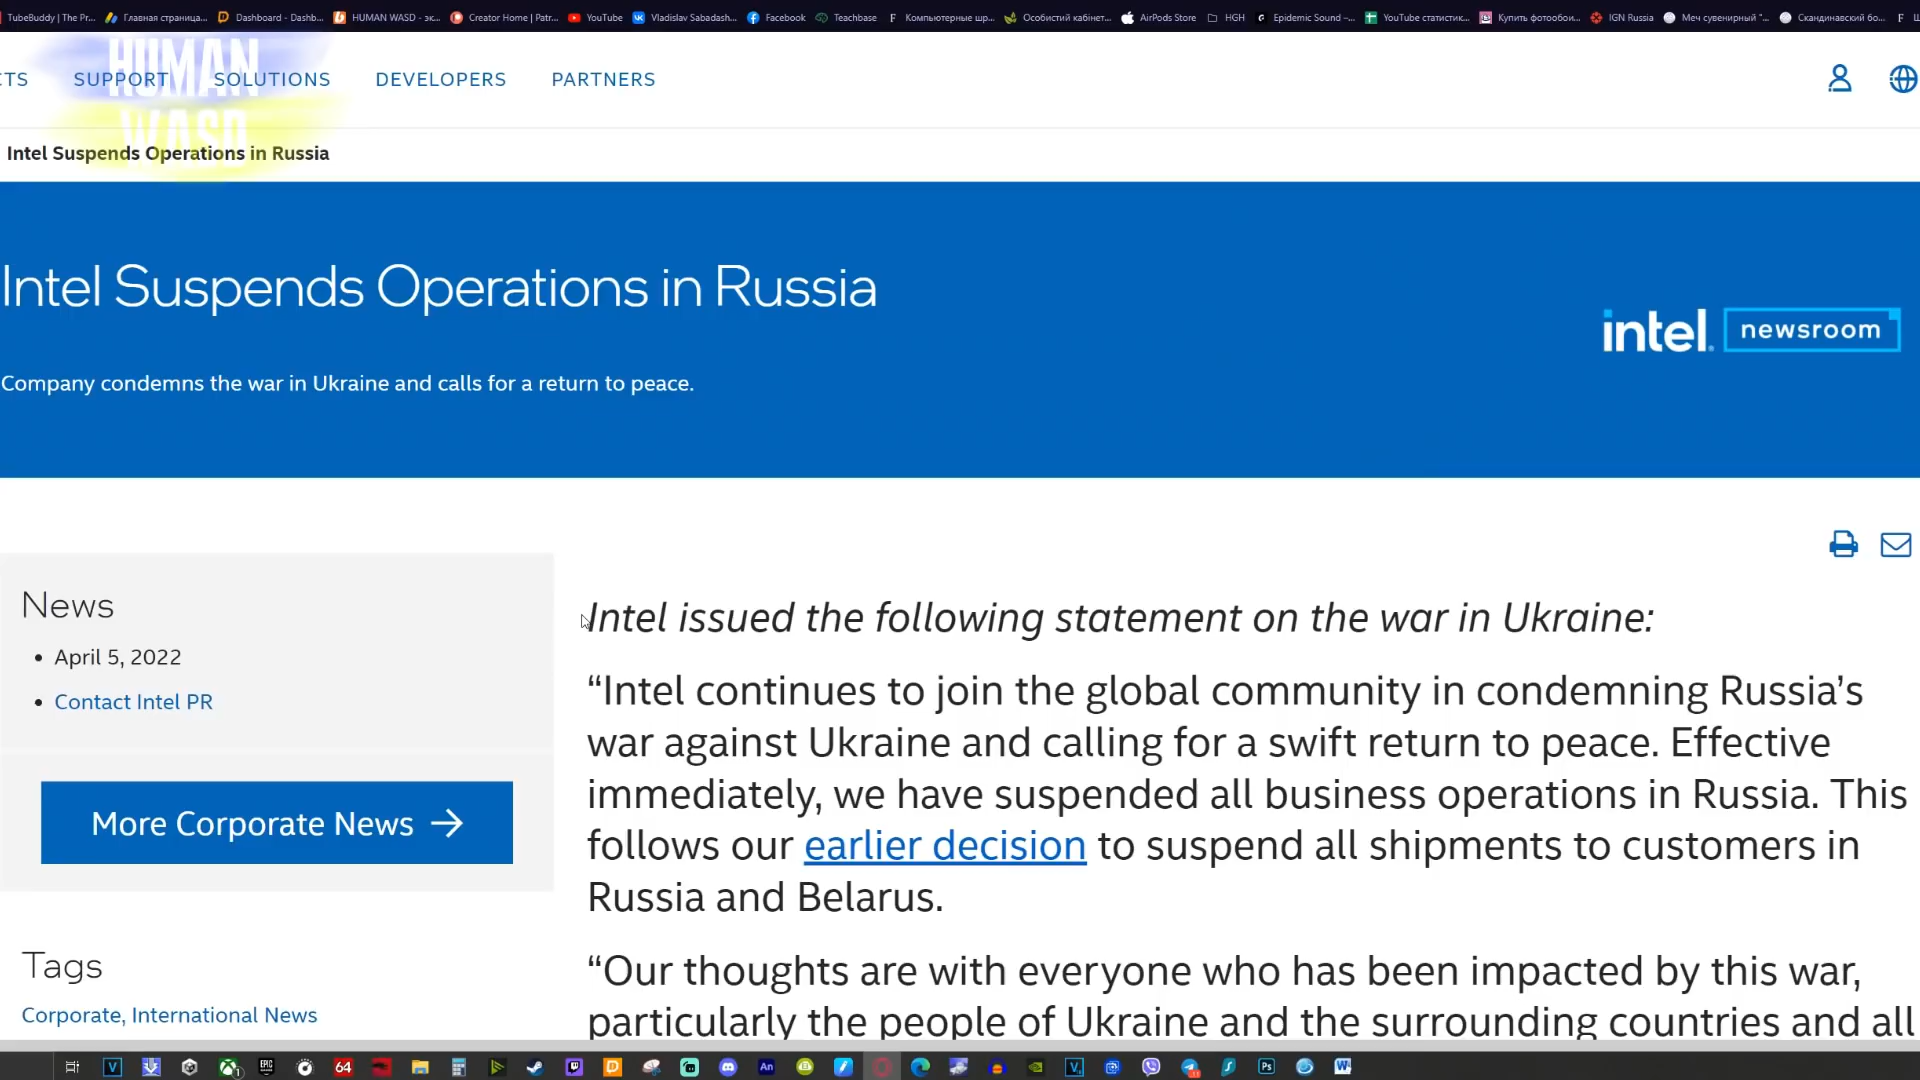 TubeBuddy | The Pr... Главная страница... Dashboard - Dashb... HUMAN WASD - эк... Creator Home | Patr... YouTube Vladislav Sabadash... Facebook Teachbase Компьютерные шр... Особистий кабінет... AirPods Store HGH Epidemic Sound -... YouTube статистик... Купить фотообои... IGN Russia Меч сувенирный "... Скандинавский бо...
CTS SUPPORT SOLUTIONS DEVELOPERS PARTNERS
HUMAN
WASD
Intel Suspends Operations in Russia
Intel Suspends Operations in Russia
intel. newsroom
Company condemns the war in Ukraine and calls for a return to peace.
News
April 5, 2022
Contact Intel PR
More Corporate News
Tags
Corporate, International News
Intel issued the following statement on the war in Ukraine:
“Intel continues to join the global community in condemning Russia’s
war against Ukraine and calling for a swift return to peace. Effective
immediately, we have suspended all business operations in Russia. This
follows our earlier decision to suspend all shipments to customers in
Russia and Belarus.
“Our thoughts are with everyone who has been impacted by this war,
particularly the people of Ukraine and the surrounding countries and all